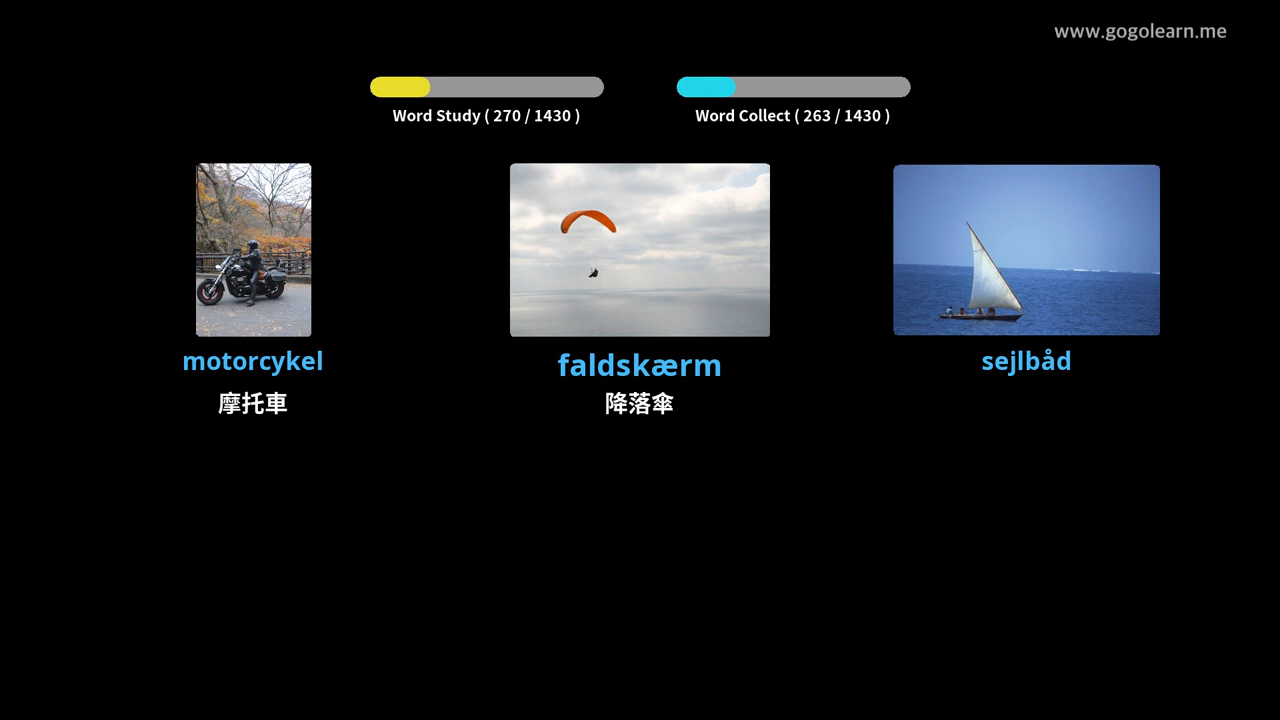 www.gogolearn.me
Word Study ( 270 / 1430 )
Word Collect ( 263 / 1430 )
motorcykel
faldskærm
sejlbåd
摩托車
降落傘